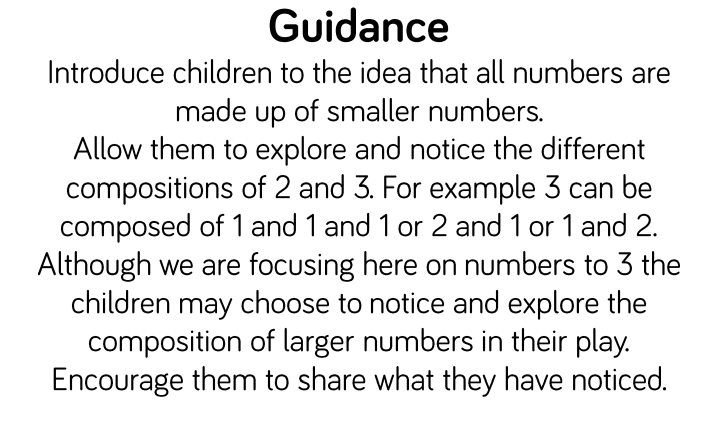 Guidance
Introduce children to the idea that all numbers are
made up of smaller numbers.
Allow them to explore and notice the different
compositions of 2 and 3. For example 3 can be
composed of 1 and 1 and 1 or 2 and 1 or 1 and 2.
Although we are focusing here on numbers to 3 the
children may choose to notice and explore the
composition of larger numbers in their play.
Encourage them to share what they have noticed.